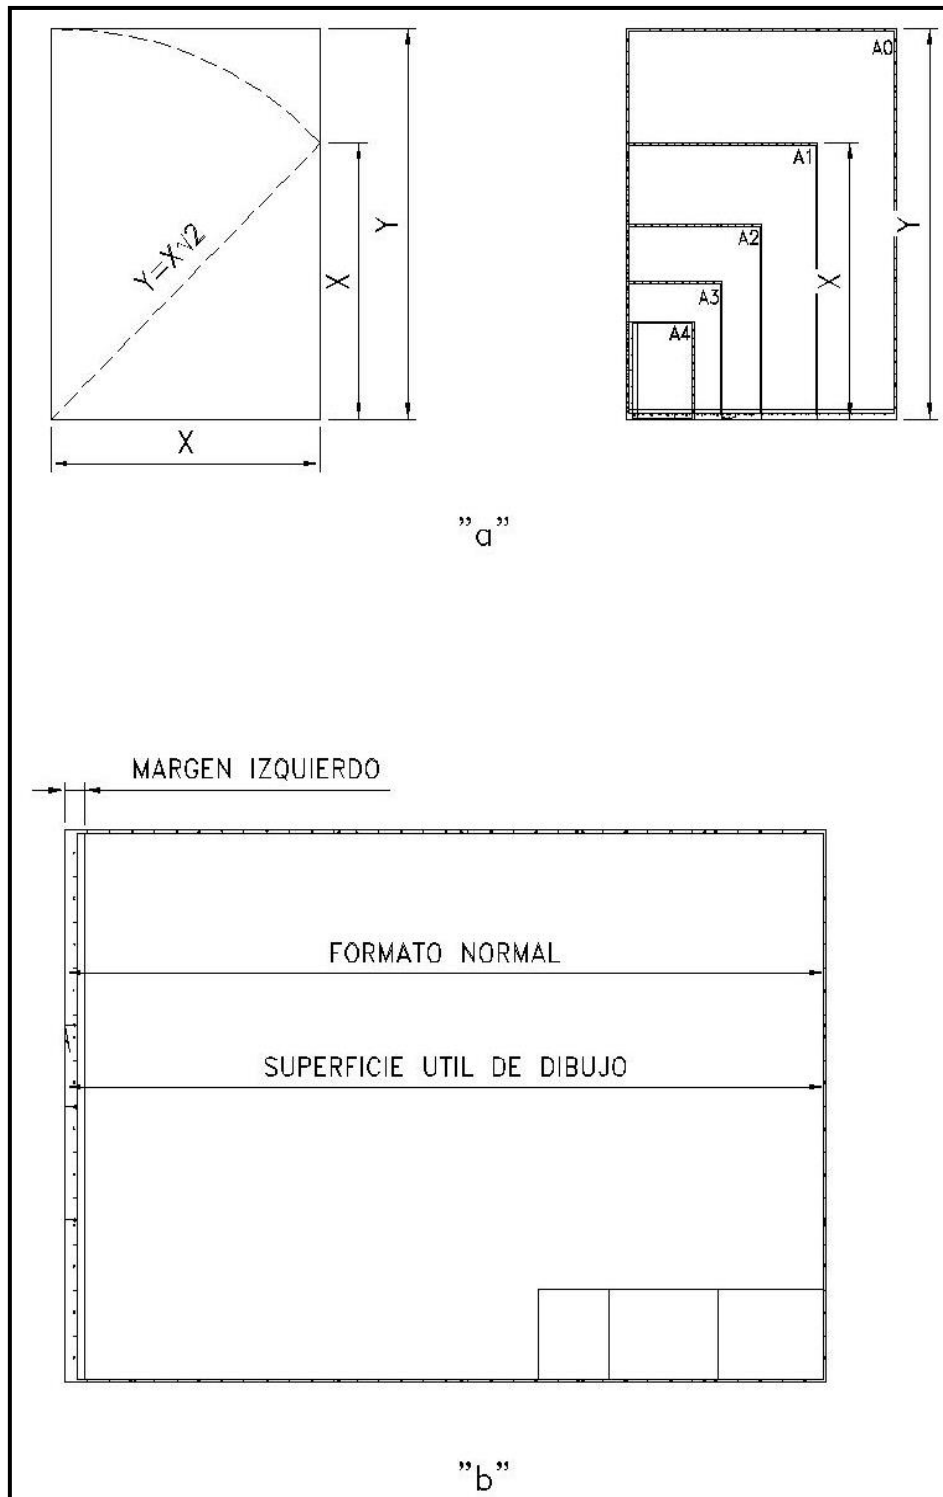 A0
A1
Y=X√2
Y
X
A2
X
Y
A3
A4
X
"a"
MARGEN IZQUIERDO
FORMATO NORMAL
SUPERFICIE UTIL DE DIBUJO
"b"